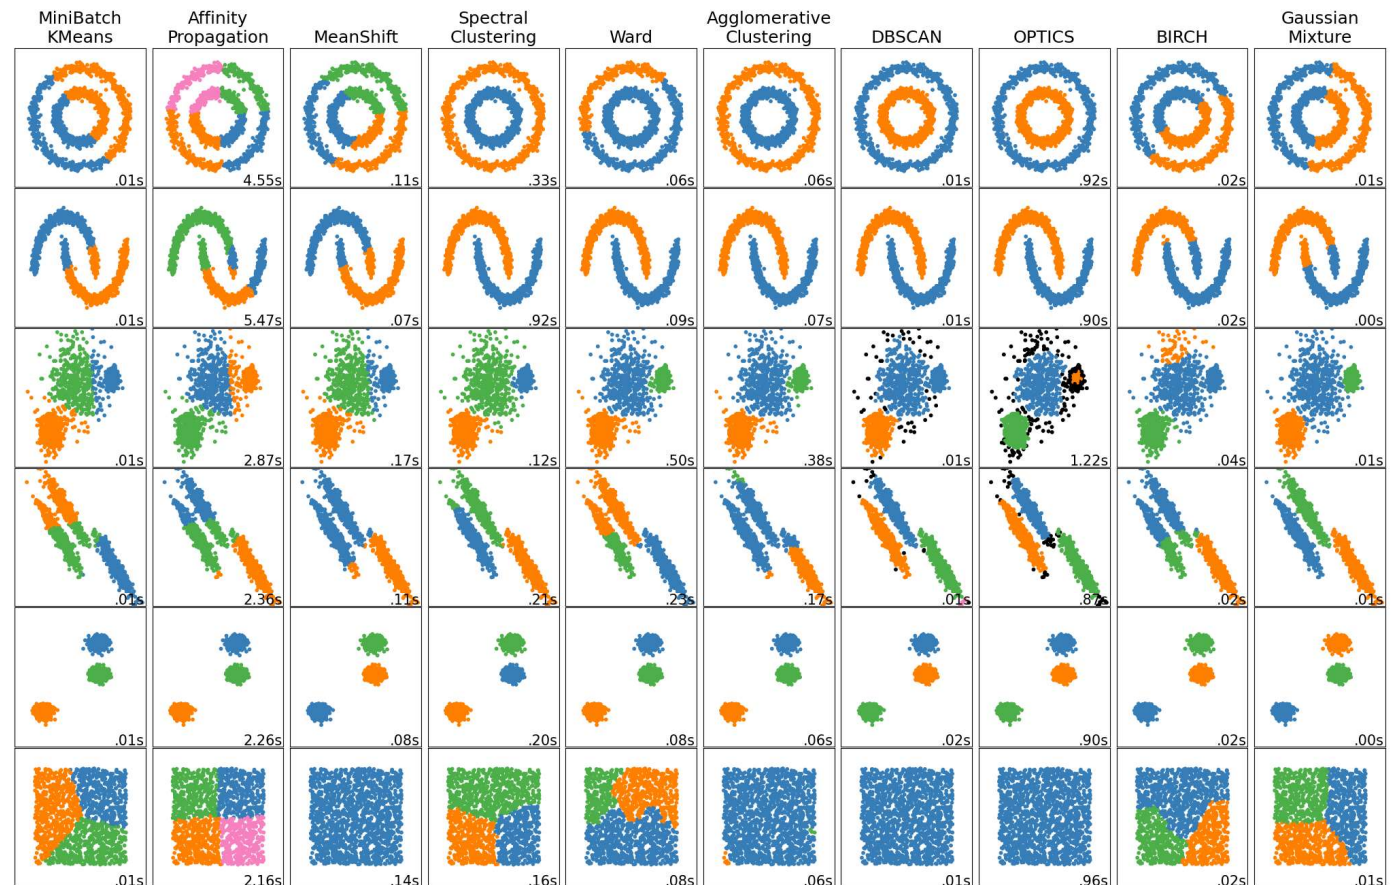 MiniBatch
KMeans
Affinity
Propagation
MeanShift
Spectral
Clustering
Ward
Agglomerative
Clustering
DBSCAN
OPTICS
BIRCH
Gaussian
Mixture
.01s
4.55s
.11s
.33s
.06s
.06s
.01s
.92s
.02s
.01s
.01s
5.47s
.07s
.92s
.09s
.07s
.01s
.90s
.02s
.00s
.01s
2.87s
.17s
.12s
.50s
.38s
.01s
1.22s
.04s
.01s
.01s
2.36s
.11s
.21s
.23s
.17s
.01s
.87s
.02s
.01s
.01s
2.26s
.08s
.20s
.08s
.06s
.02s
.90s
.02s
.00s
.01s
2.16s
.14s
.16s
.08s
.06s
.01s
.96s
.02s
.01s